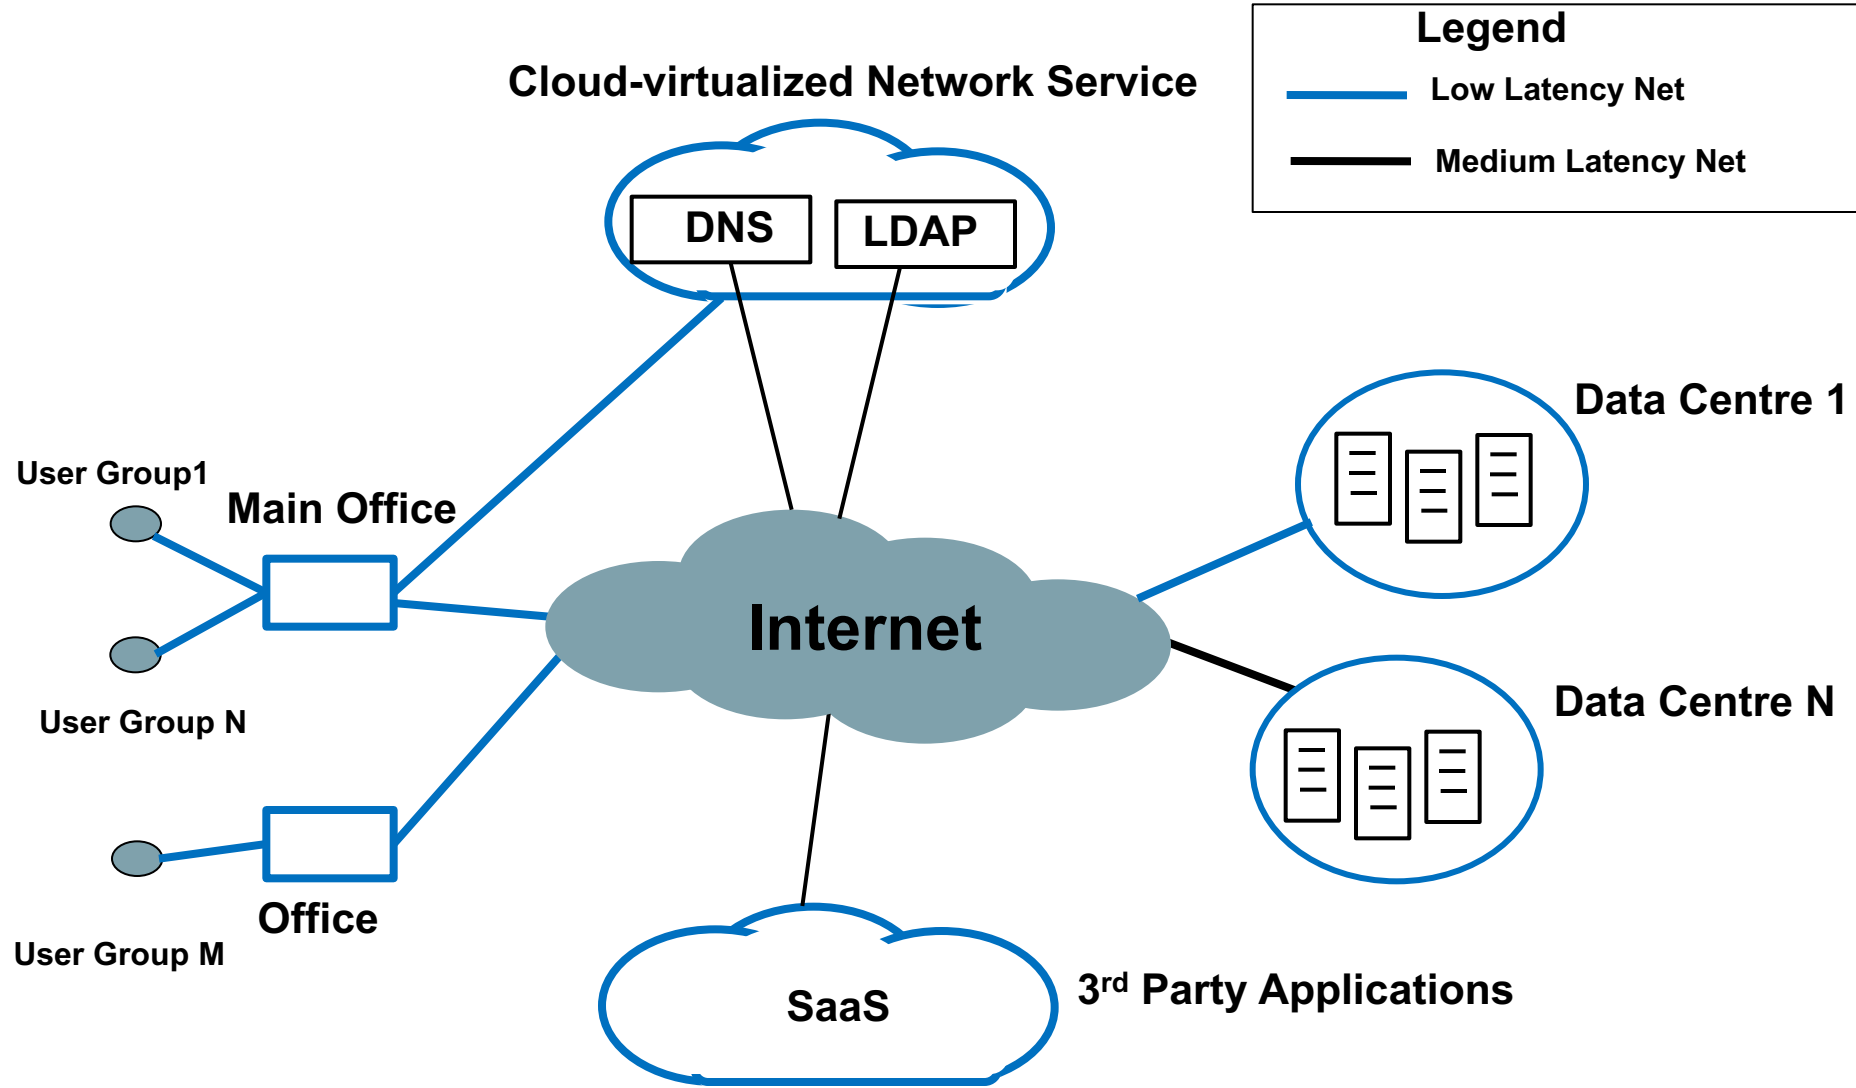 Legend
Low Latency Net
Medium Latency Net
Cloud-virtualized Network Service
DNS
LDAP
Data Centre 1
User Group1
Main Office
Internet
User Group N
Data Centre N
Office
User Group M
SaaS
3rd Party Applications